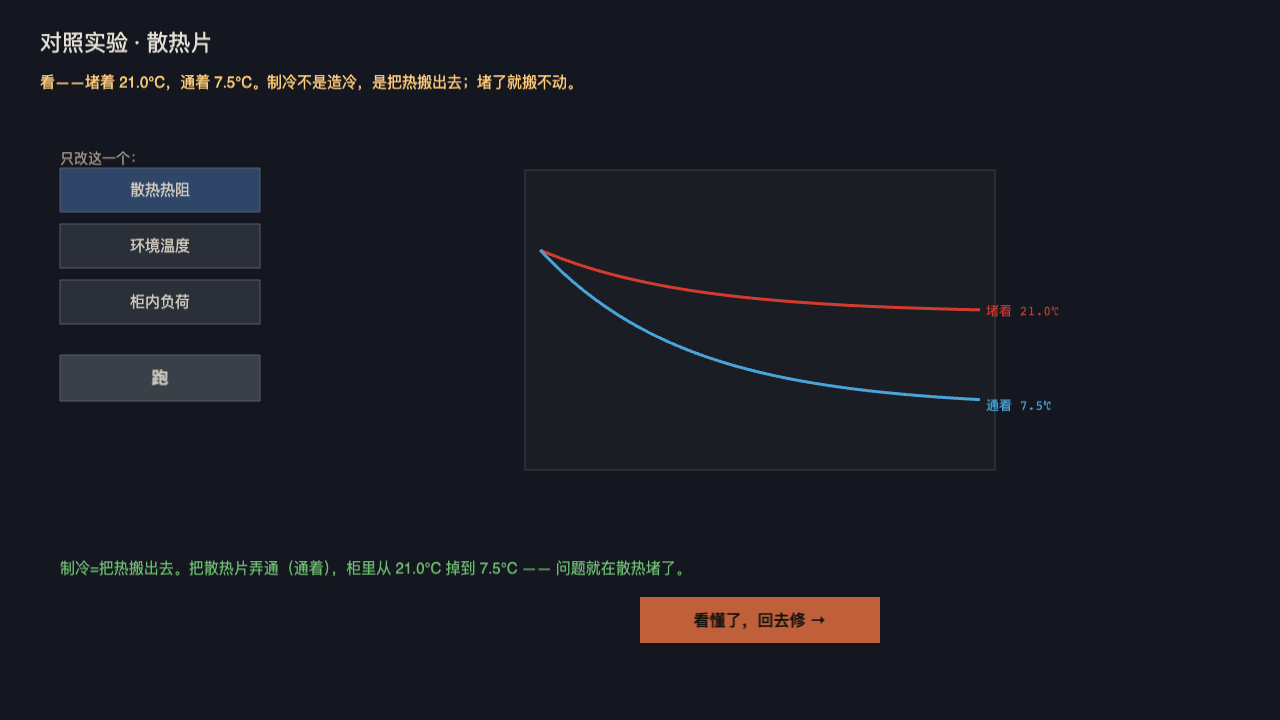 对照实验 · 散热片
看——堵着 21.0°C，通着 7.5°C。制冷不是造冷，是把热搬出去；堵了就搬不动。
只改这一个：
散热热阻
环境温度
柜内负荷
跑
堵着 21.0℃
通着 7.5℃
制冷=把热搬出去。把散热片弄通（通着），柜里从 21.0°C 掉到 7.5°C —— 问题就在散热堵了。
看懂了，回去修 →